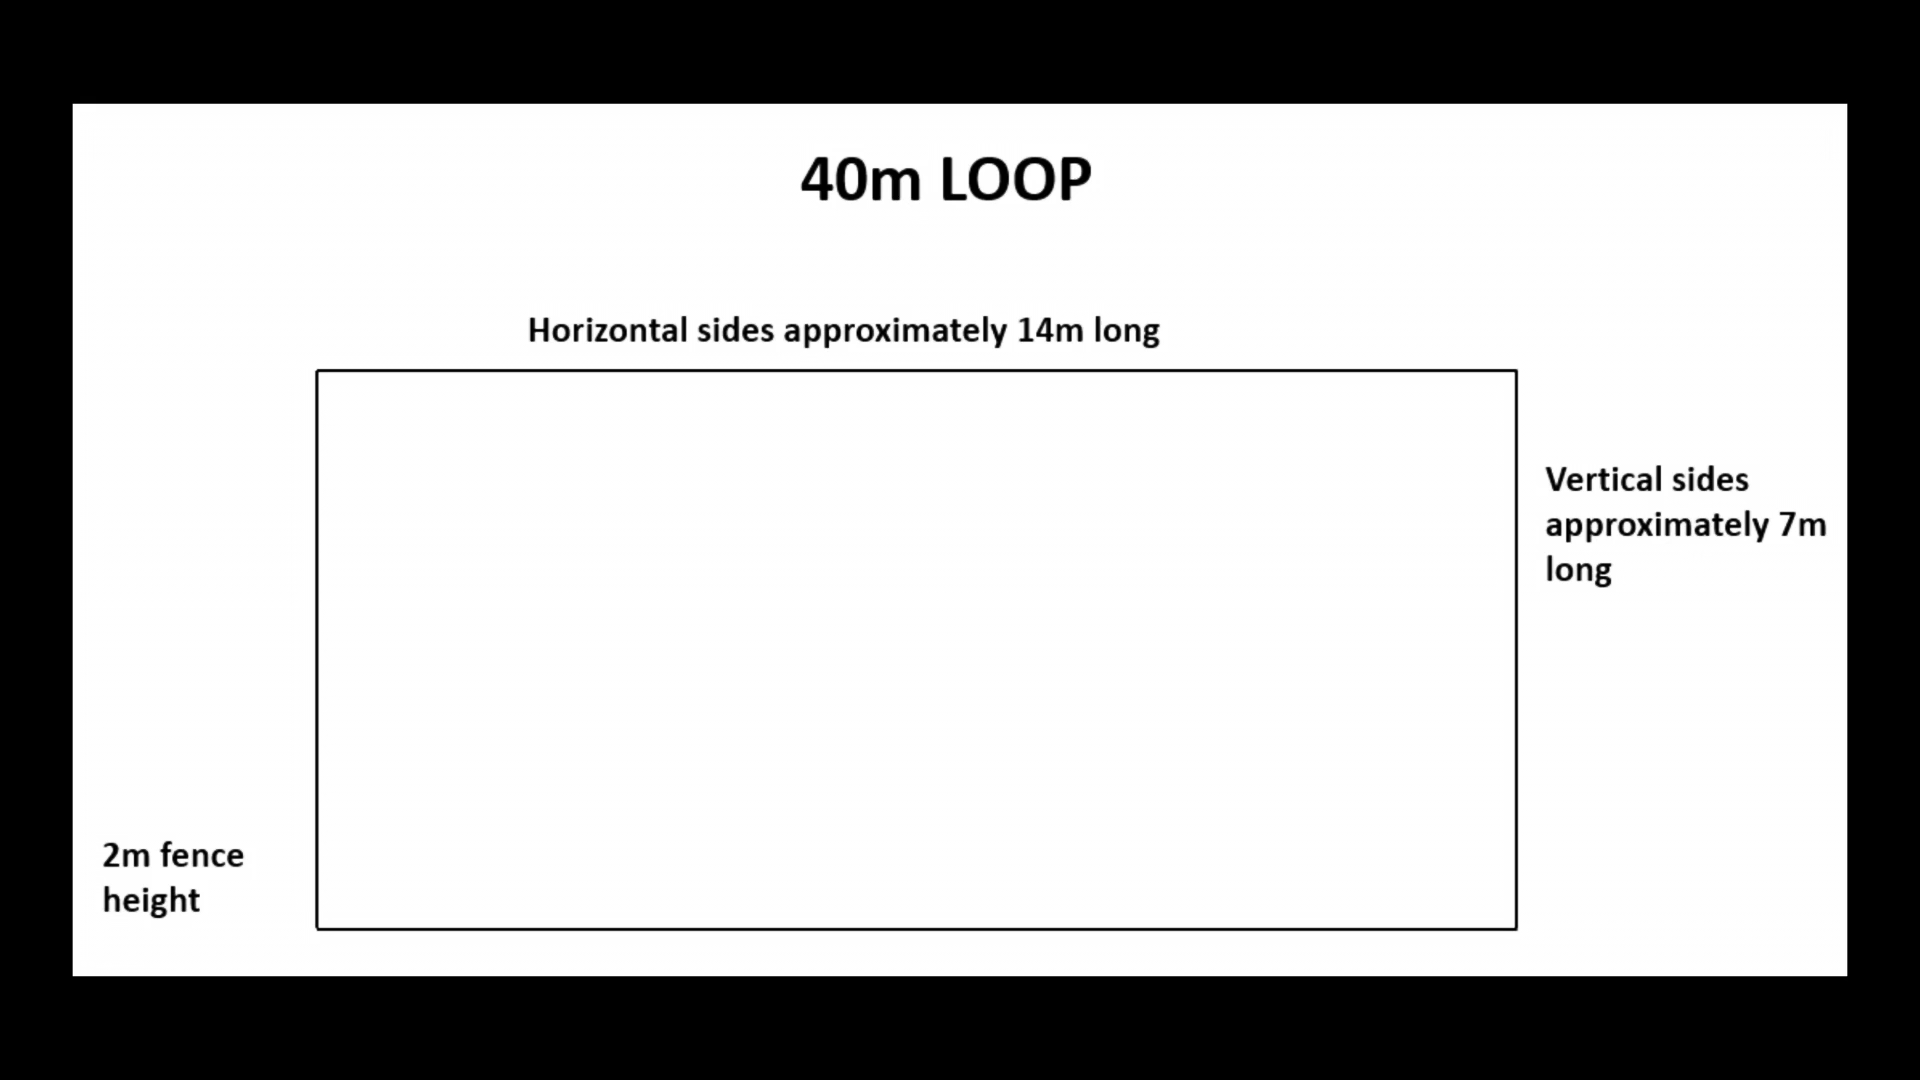 40m LOOP
Horizontal sides approximately 14m long
Vertical sides
approximately 7m
long
2m fence
height